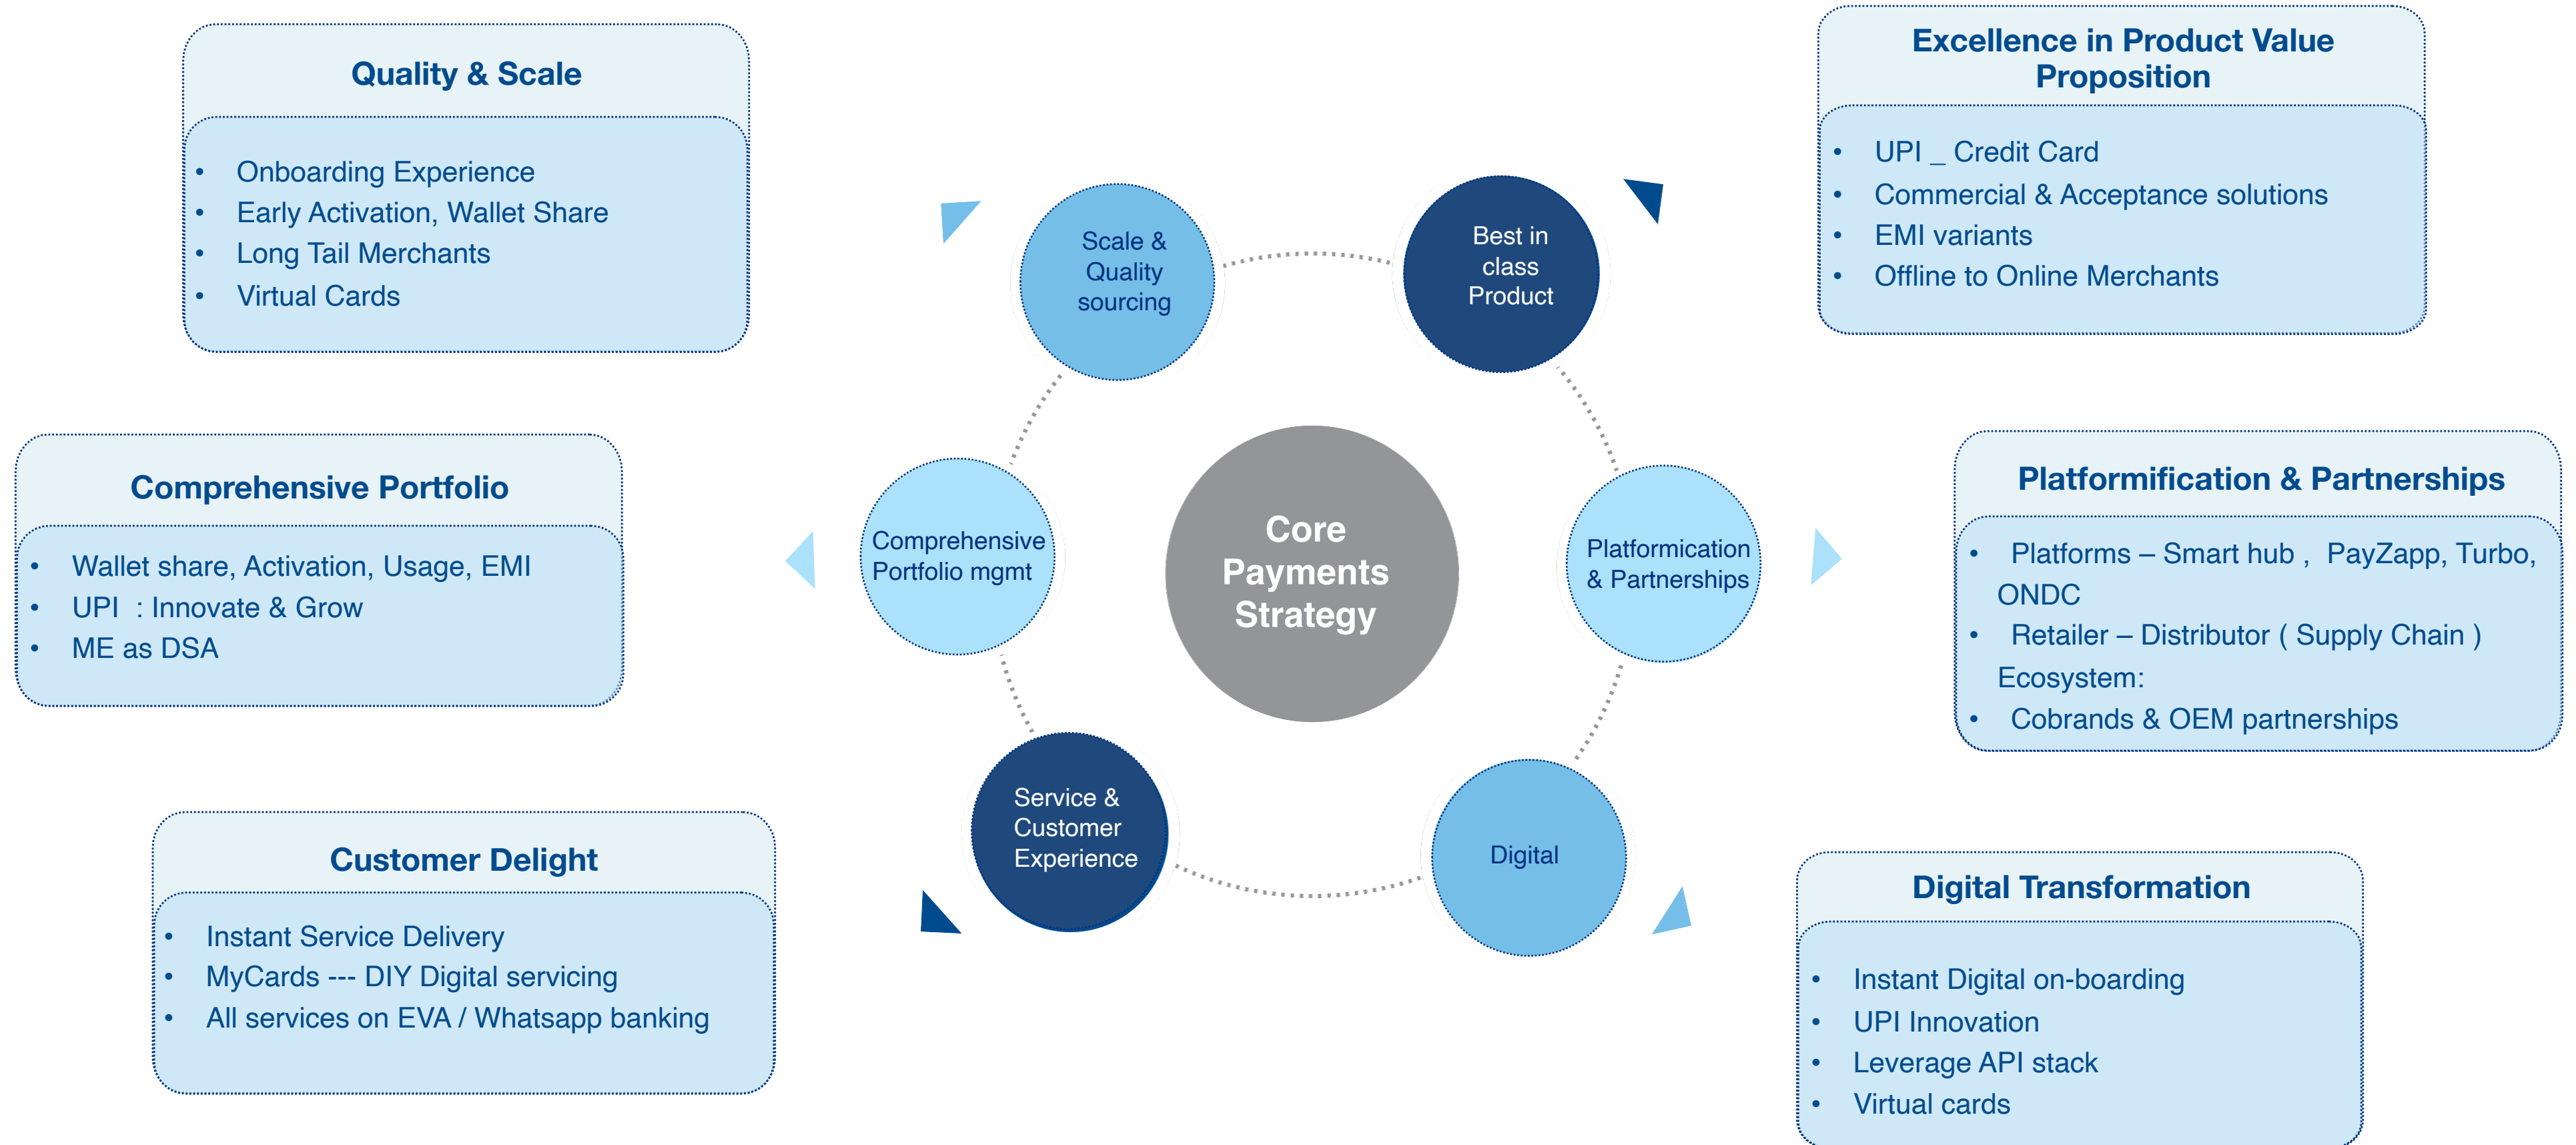 Quality & Scale
• Onboarding Experience
• Early Activation, Wallet Share
• Long Tail Merchants
• Virtual Cards
Excellence in Product Value
Proposition
• UPI _ Credit Card
• Commercial & Acceptance solutions
• EMI variants
• Offline to Online Merchants
Scale &
Quality
sourcing
Best in
class
Product
Comprehensive Portfolio
• Wallet share, Activation, Usage, EMI
• UPI : Innovate & Grow
• ME as DSA
Comprehensive
Portfolio mgmt
Core
Payments
Strategy
Platformication
& Partnerships
Platformification & Partnerships
• Platforms – Smart hub , PayZapp, Turbo,
ONDC
• Retailer – Distributor ( Supply Chain )
Ecosystem:
• Cobrands & OEM partnerships
Service &
Customer
Experience
Digital
Customer Delight
• Instant Service Delivery
• MyCards --- DIY Digital servicing
• All services on EVA / Whatsapp banking
Digital Transformation
• Instant Digital on-boarding
• UPI Innovation
• Leverage API stack
• Virtual cards